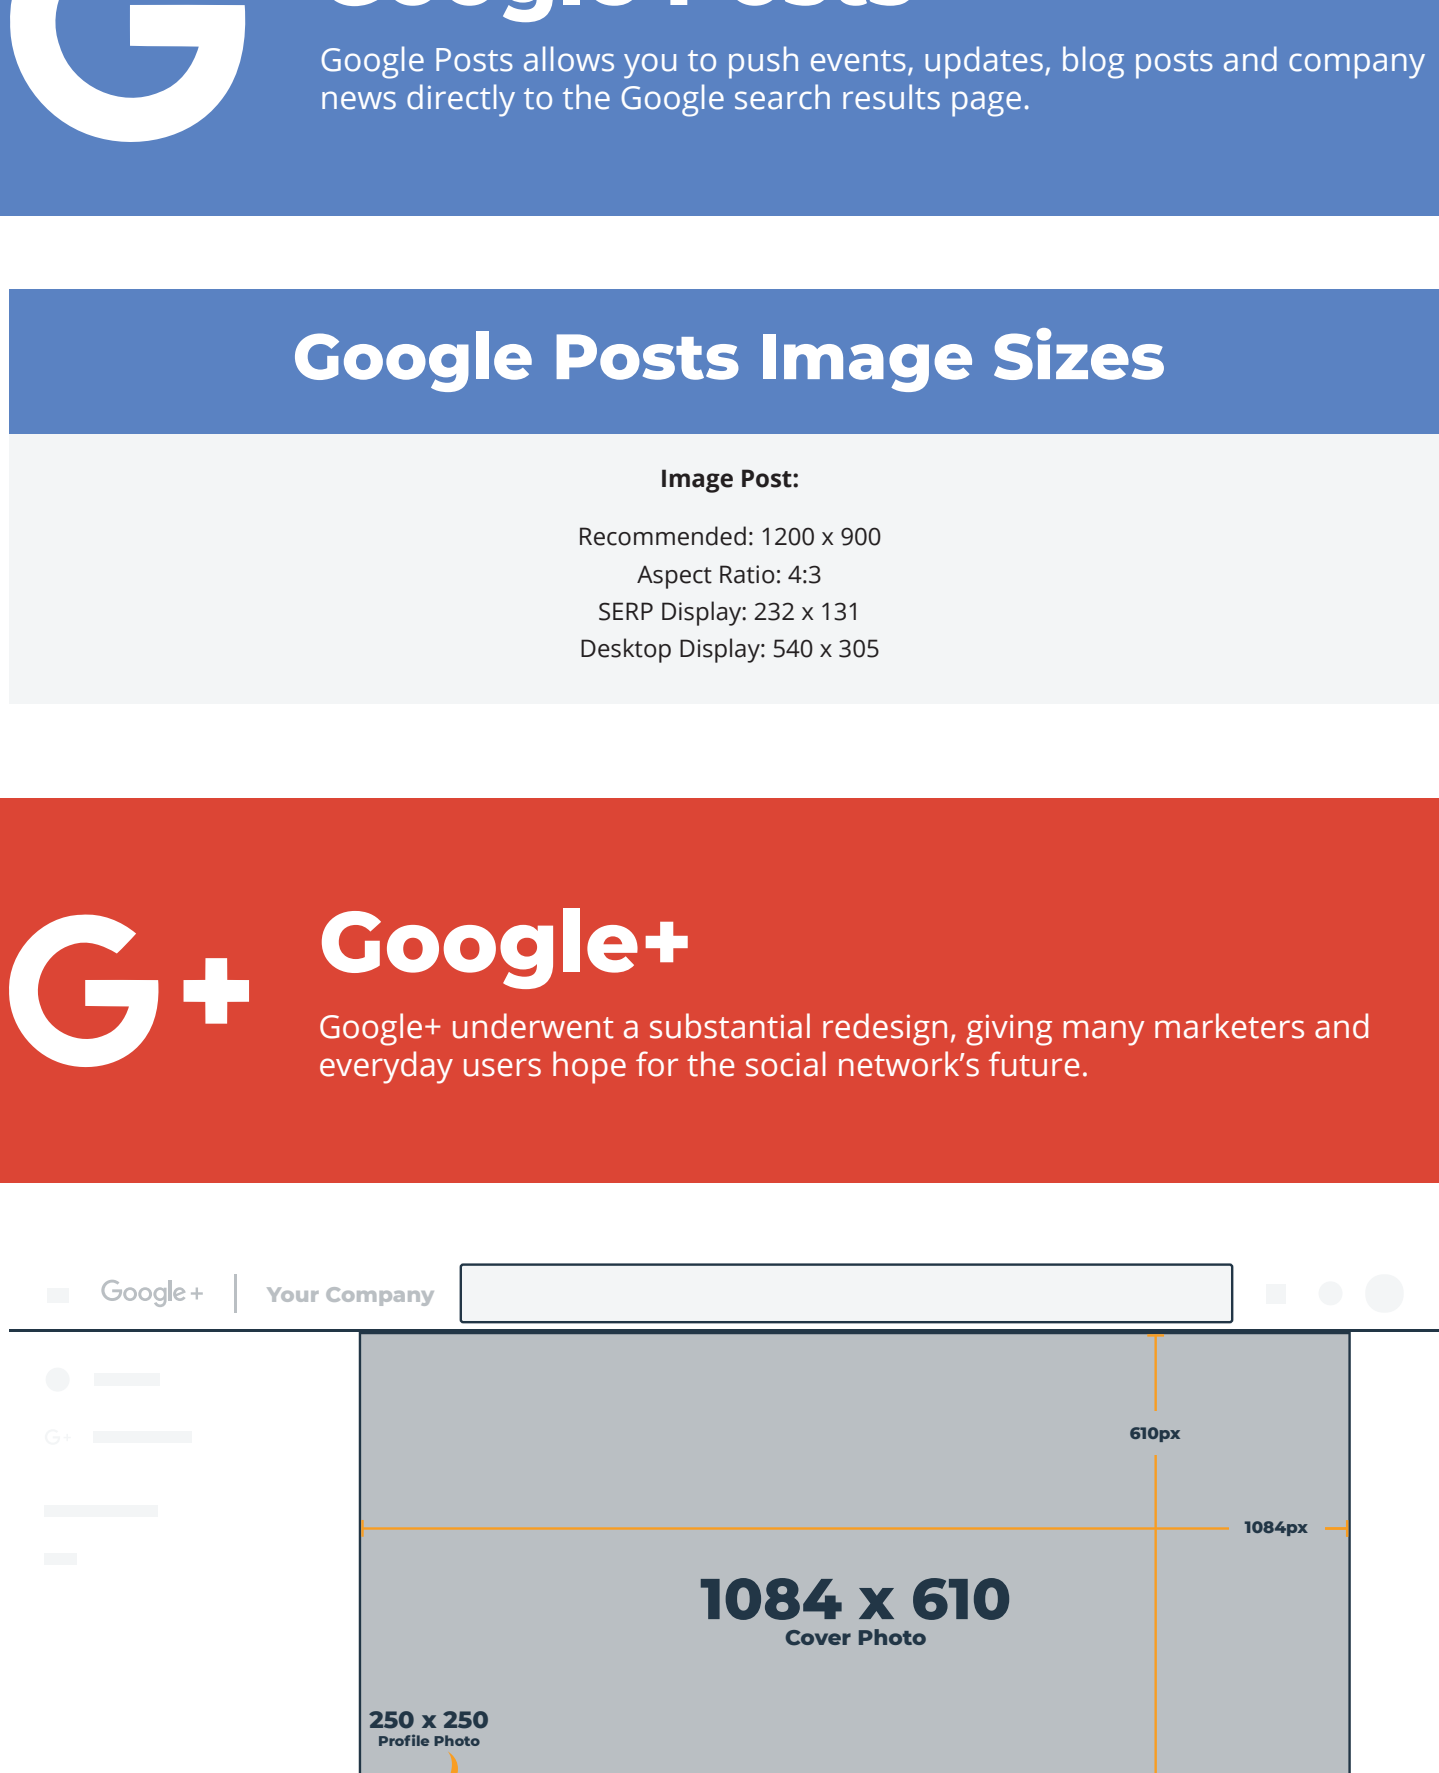 Google Posts
Google Posts allows you to push events, updates, blog posts and company
news directly to the Google search results page.
Google Posts Image Sizes
Image Post:
Recommended: 1200 x 900
Aspect Ratio: 4:3
SERP Display: 232 x 131
Desktop Display: 540 x 305
G+
Google+
Google+ underwent a substantial redesign, giving many marketers and
everyday users hope for the social network's future.
Google+
Your Company
G+
610px
1084px
1084 x 610
Cover Photo
250 x 250
Profile Photo